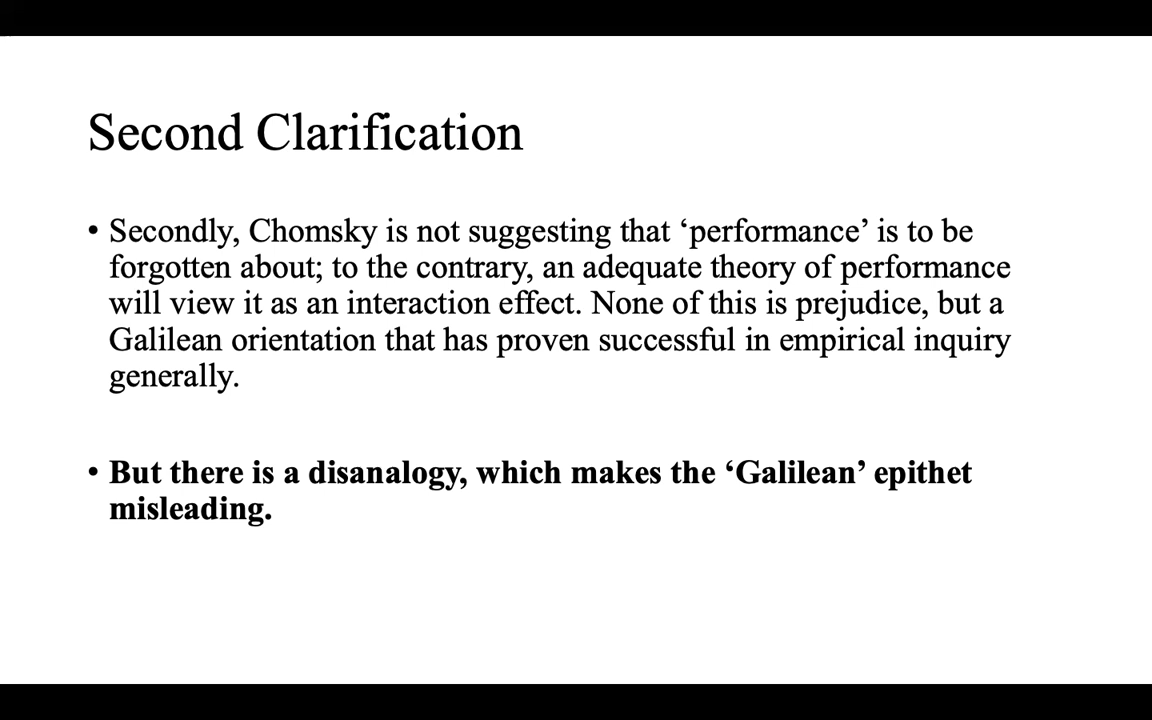 Second Clarification
• Secondly, Chomsky is not suggesting that ‘performance’ is to be
forgotten about; to the contrary, an adequate theory of performance
will view it as an interaction effect. None of this is prejudice, but a
Galilean orientation that has proven successful in empirical inquiry
generally.
• But there is a disanalogy, which makes the ‘Galilean’ epithet
misleading.